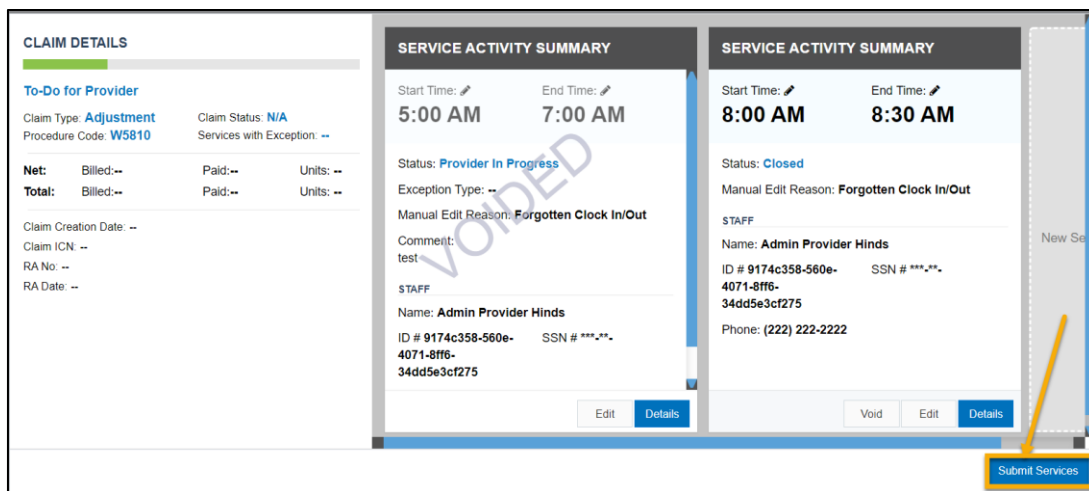 CLAIM DETAILS
To-Do for Provider
Claim Type: Adjustment Claim Status: N/A
Procedure Code: W5810 Services with Exception: --
Net: Billed:-- Paid:-- Units: --
Total: Billed:-- Paid:-- Units: --
Claim Creation Date: --
Claim ICN: --
RA No: --
RA Date: --
SERVICE ACTIVITY SUMMARY
Start Time: End Time:
5:00 AM 7:00 AM
Status: Provider In Progress
Exception Type: --
Manual Edit Reason: Forgotten Clock In/Out
Comment:
test
VOIDED
STAFF
Name: Admin Provider Hinds
ID # 9174c358-560e- SSN # ***-**-
4071-8ff6-
34dd5e3cf275
Edit Details
SERVICE ACTIVITY SUMMARY
Start Time: End Time:
8:00 AM 8:30 AM
Status: Closed
Manual Edit Reason: Forgotten Clock In/Out
STAFF
Name: Admin Provider Hinds
ID # 9174c358-560e- SSN # ***-**-
4071-8ff6-
34dd5e3cf275
Phone: (222) 222-2222
Void Edit Details
New Se
Submit Services